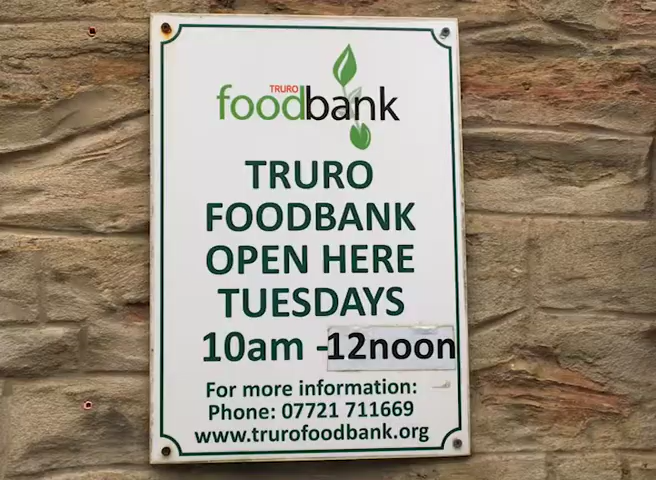 TRURO
foodbank
TRURO
FOODBANK
OPEN HERE
TUESDAYS
10am -12noon
For more information:
Phone: 07721 711669
www.trurofoodbank.org